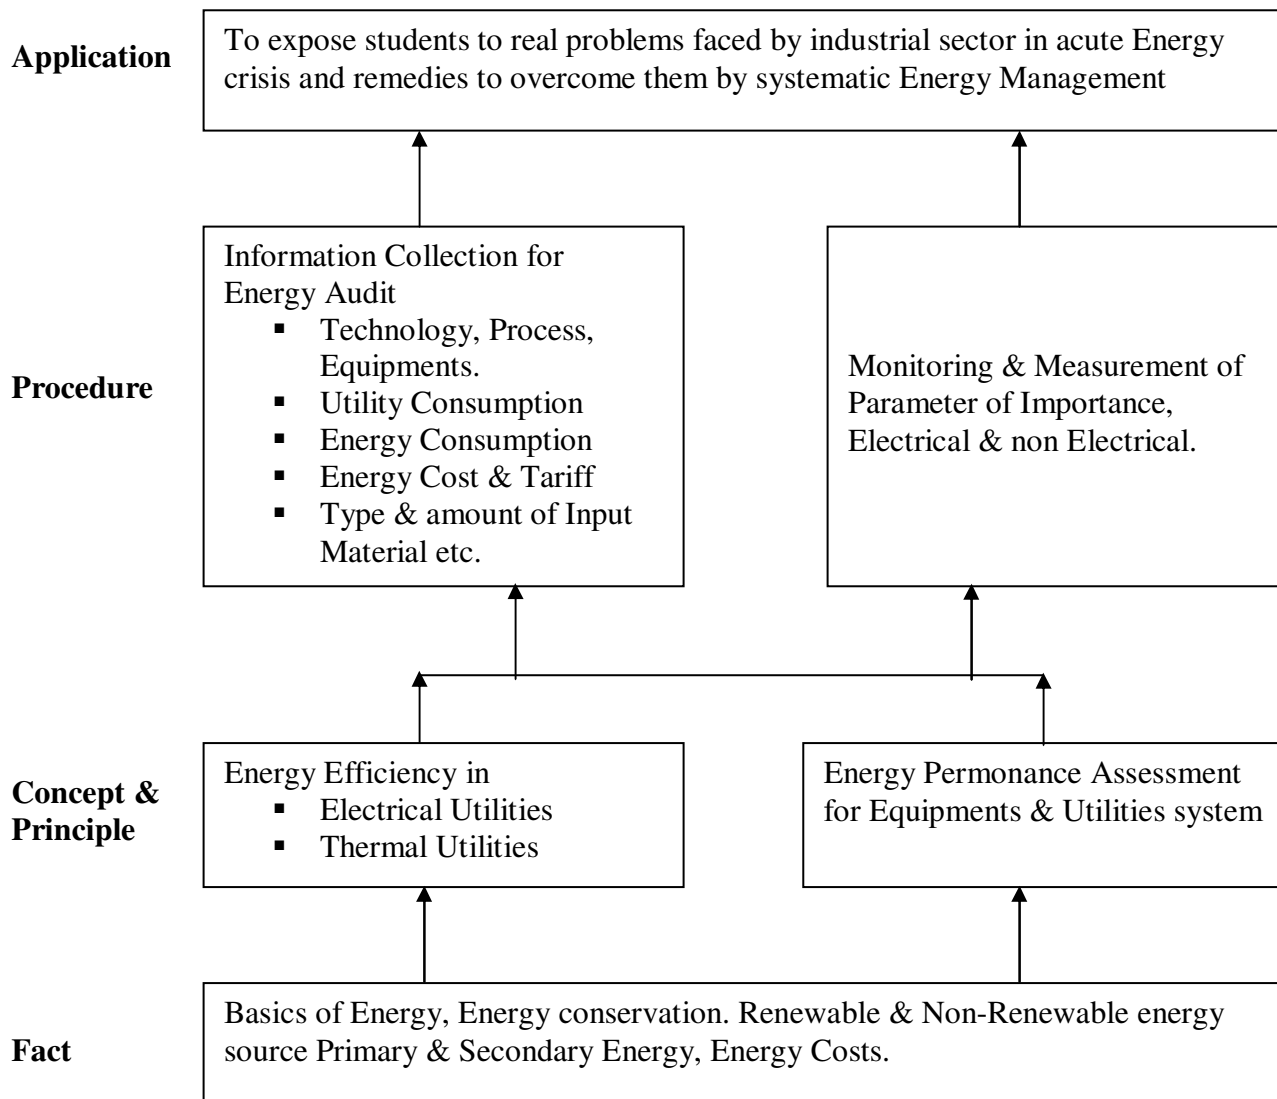 Application
To expose students to real problems faced by industrial sector in acute Energy
crisis and remedies to overcome them by systematic Energy Management
Procedure
Information Collection for
Energy Audit
▪ Technology, Process,
Equipments.
▪ Utility Consumption
▪ Energy Consumption
▪ Energy Cost & Tariff
▪ Type & amount of Input
Material etc.
Monitoring & Measurement of
Parameter of Importance,
Electrical & non Electrical.
Concept &
Principle
Energy Efficiency in
▪ Electrical Utilities
▪ Thermal Utilities
Energy Permonance Assessment
for Equipments & Utilities system
Fact
Basics of Energy, Energy conservation. Renewable & Non-Renewable energy
source Primary & Secondary Energy, Energy Costs.